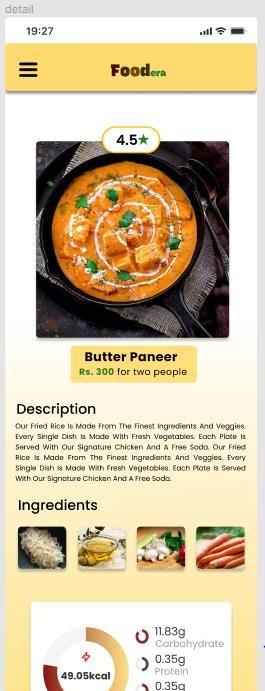 detail
19:27
Foodera
4.5★
Butter Paneer
Rs. 300 for two people
Description
Our Fried Rice Is Made From The Finest Ingredients And Veggies.
Every Single Dish Is Made With Fresh Vegetables. Each Plate Is
Served With Our Signature Chicken And A Free Soda. Our Fried
Rice Is Made From The Finest Ingredients And Veggies. Every
Single Dish Is Made With Fresh Vegetables. Each Plate Is Served
With Our Signature Chicken And A Free Soda.
Ingredients
49.05kcal
11.83g
Carbohydrate
0.35g
Protein
0.35g